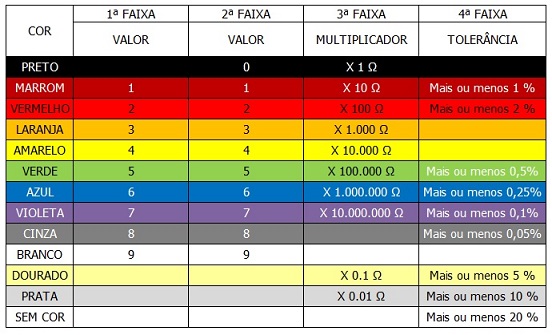 COR 1ª FAIXA 2ª FAIXA 3ª FAIXA 4ª FAIXA
VALOR VALOR MULTIPLICADOR TOLERÂNCIA
PRETO 0 X 1 Ω
MARROM 1 1 X 10 Ω Mais ou menos 1 %
VERMELHO 2 2 X 100 Ω Mais ou menos 2 %
LARANJA 3 3 X 1.000 Ω
AMARELO 4 4 X 10.000 Ω
VERDE 5 5 X 100.000 Ω Mais ou menos 0,5%
AZUL 6 6 X 1.000.000 Ω Mais ou menos 0,25%
VIOLETA 7 7 X 10.000.000 Ω Mais ou menos 0,1%
CINZA 8 8 Mais ou menos 0,05%
BRANCO 9 9
DOURADO X 0.1 Ω Mais ou menos 5 %
PRATA X 0.01 Ω Mais ou menos 10 %
SEM COR Mais ou menos 20 %